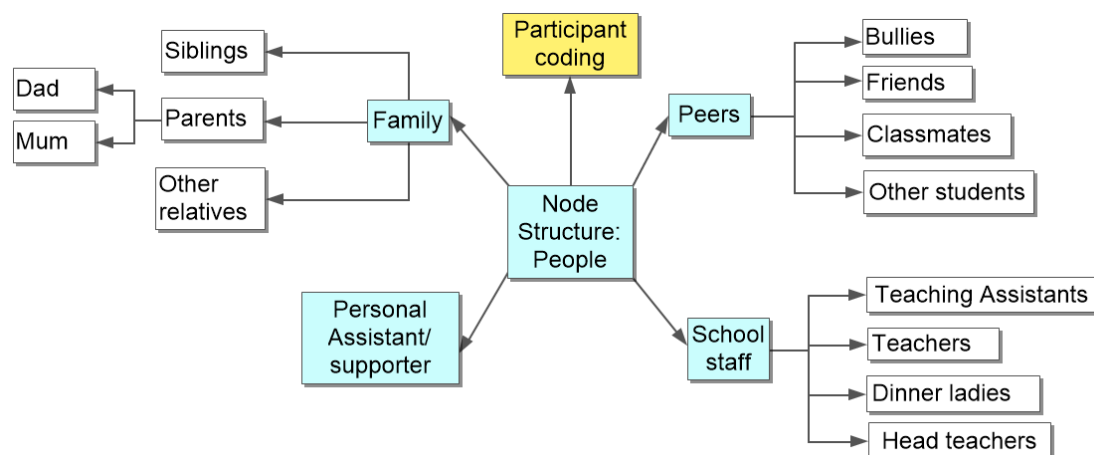 Participant
coding
Siblings
Dad
Mum
Parents
Family
Other
relatives
Peers
Bullies
Friends
Classmates
Other students
Node
Structure:
People
Personal
Assistant/
supporter
School
staff
Teaching Assistants
Teachers
Dinner ladies
Head teachers